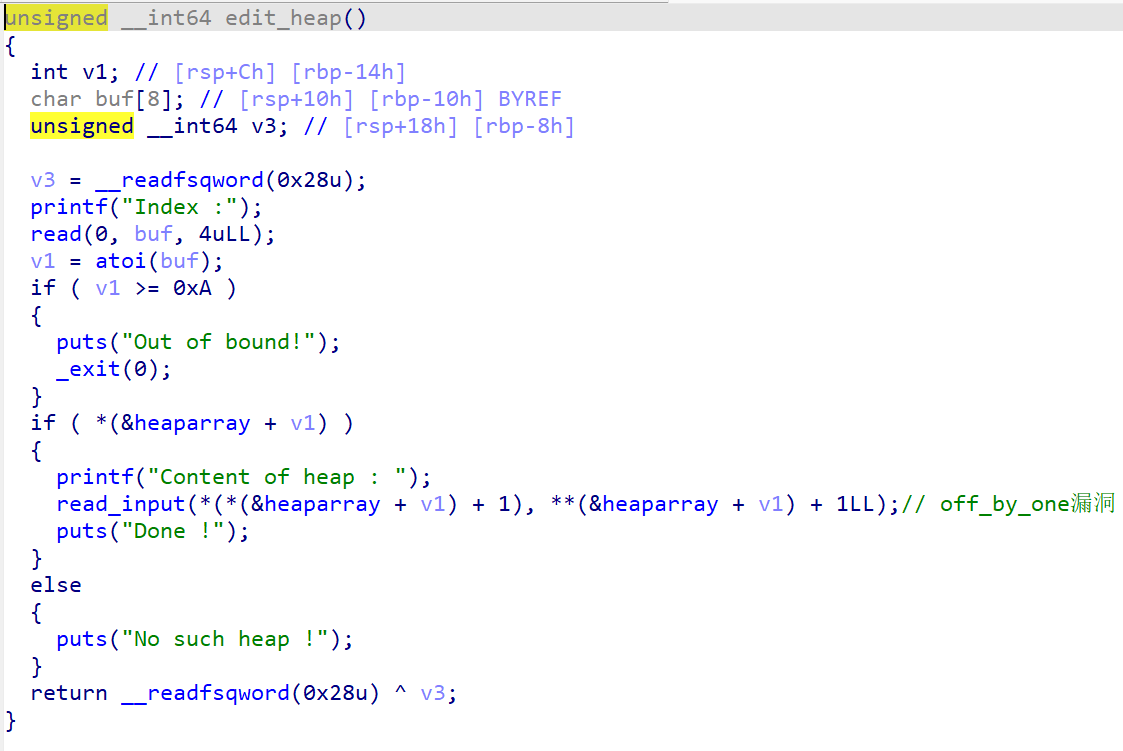 unsigned __int64 edit_heap()
{
  int v1; // [rsp+Ch] [rbp-14h]
  char buf[8]; // [rsp+10h] [rbp-10h] BYREF
  unsigned __int64 v3; // [rsp+18h] [rbp-8h]

  v3 = __readfsqword(0x28u);
  printf("Index :");
  read(0, buf, 4uLL);
  v1 = atoi(buf);
  if ( v1 >= 0xA )
  {
    puts("Out of bound!");
    _exit(0);
  }
  if ( *(&heaparray + v1) )
  {
    printf("Content of heap : ");
    read_input(*(*(&heaparray + v1) + 1), **(&heaparray + v1) + 1LL);// off_by_one漏洞
    puts("Done !");
  }
  else
  {
    puts("No such heap !");
  }
  return __readfsqword(0x28u) ^ v3;
}